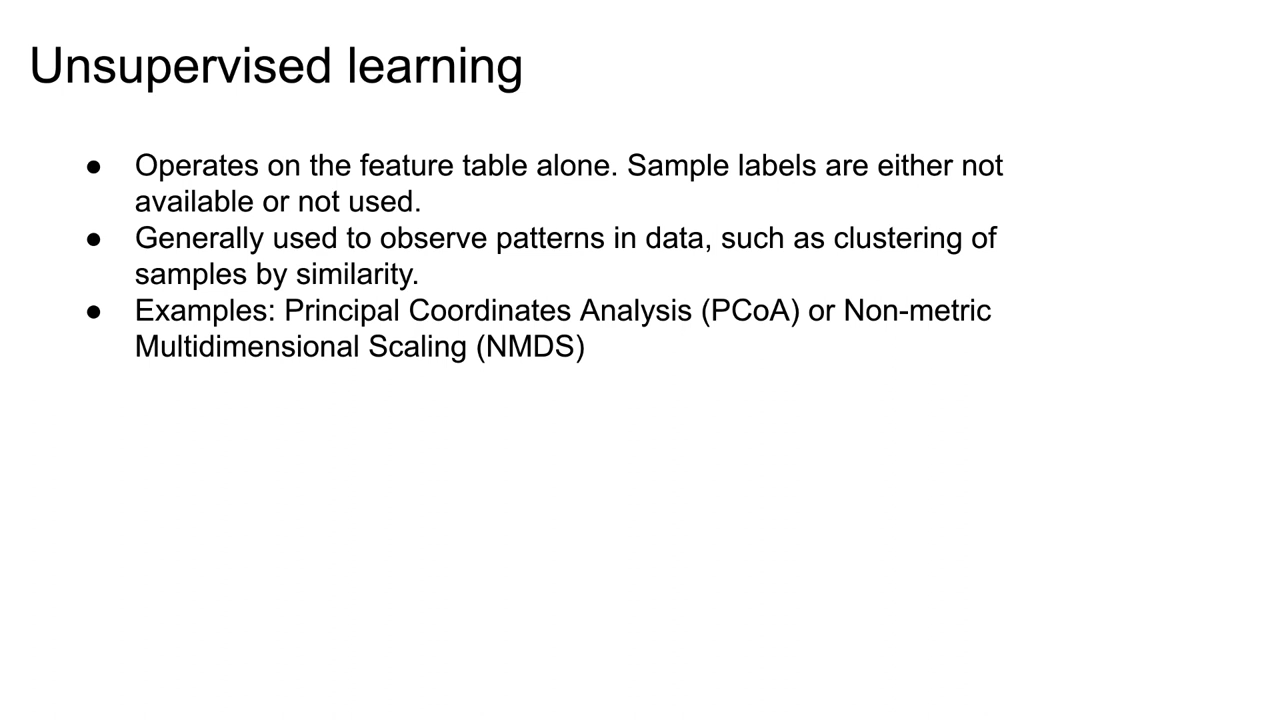 Unsupervised learning
● Operates on the feature table alone. Sample labels are either not
available or not used.
● Generally used to observe patterns in data, such as clustering of
samples by similarity.
● Examples: Principal Coordinates Analysis (PCoA) or Non-metric
Multidimensional Scaling (NMDS)